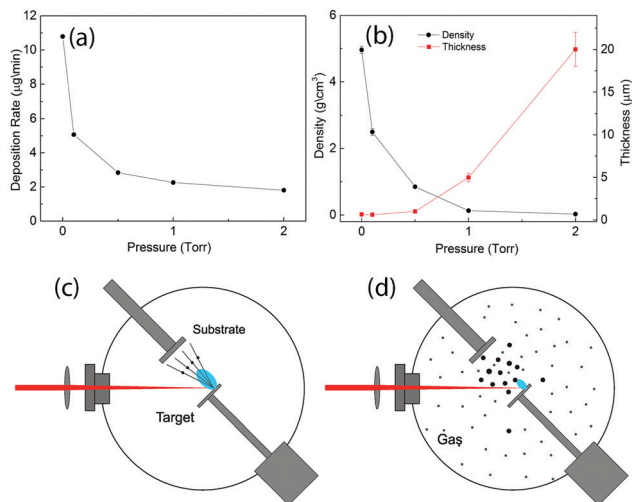 (a)
12
10
8
6
4
2
0
Deposition Rate (µg\min)
0
1
2
Pressure (Torr)
(b)
Density
Thickness
6
4
2
0
Density (g\cm³)
20
15
10
5
0
Thickness (µm)
0
1
2
Pressure (Torr)
(c)
Substrate
Target
(d)
Gaş